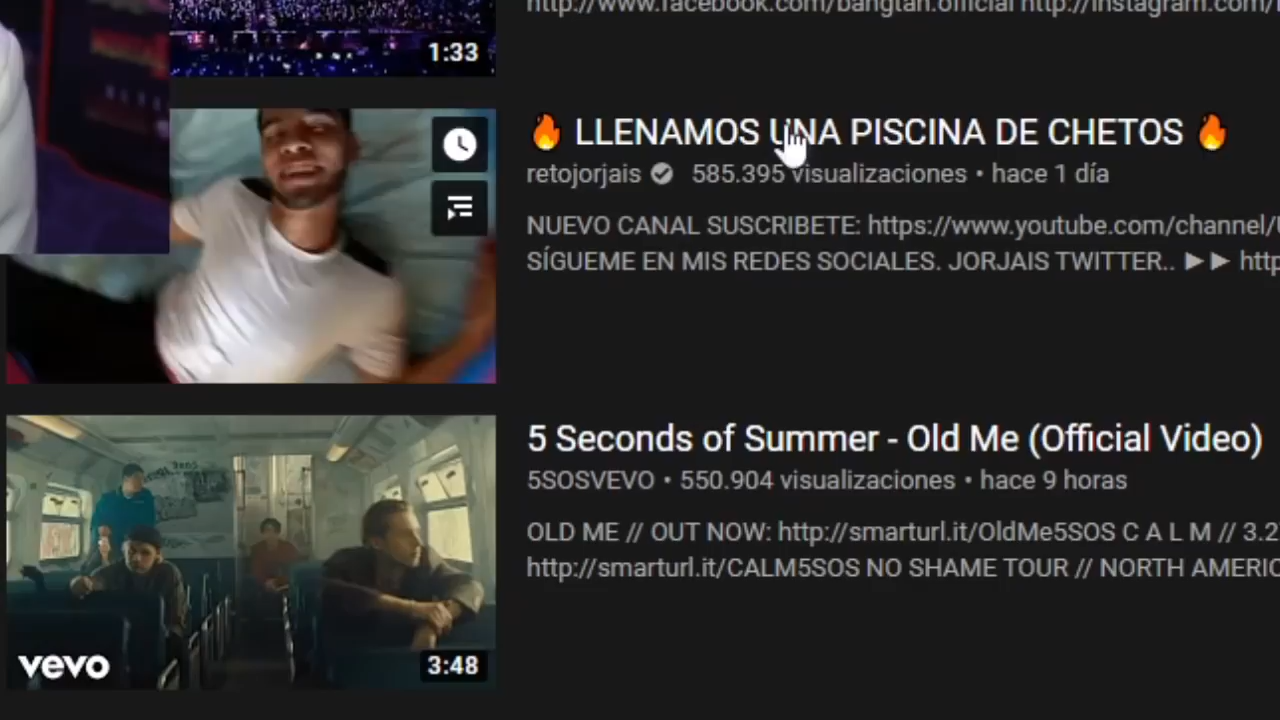 http://www.facebook.com/bangtan.official http://instagram.com/
1:33
🔥 LLENAMOS UNA PISCINA DE CHETOS 🔥
retojorjais 585.395 visualizaciones • hace 1 día
NUEVO CANAL SUSCRIBETE: https://www.youtube.com/channel/
SÍGUEME EN MIS REDES SOCIALES. JORJAIS TWITTER.. ►► http
5 Seconds of Summer - Old Me (Official Video)
5SOSVEVO • 550.904 visualizaciones • hace 9 horas
OLD ME // OUT NOW: http://smarturl.it/OldMe5SOS C A L M // 3.2
http://smarturl.it/CALM5SOS NO SHAME TOUR // NORTH AMERIC
vevo
3:48